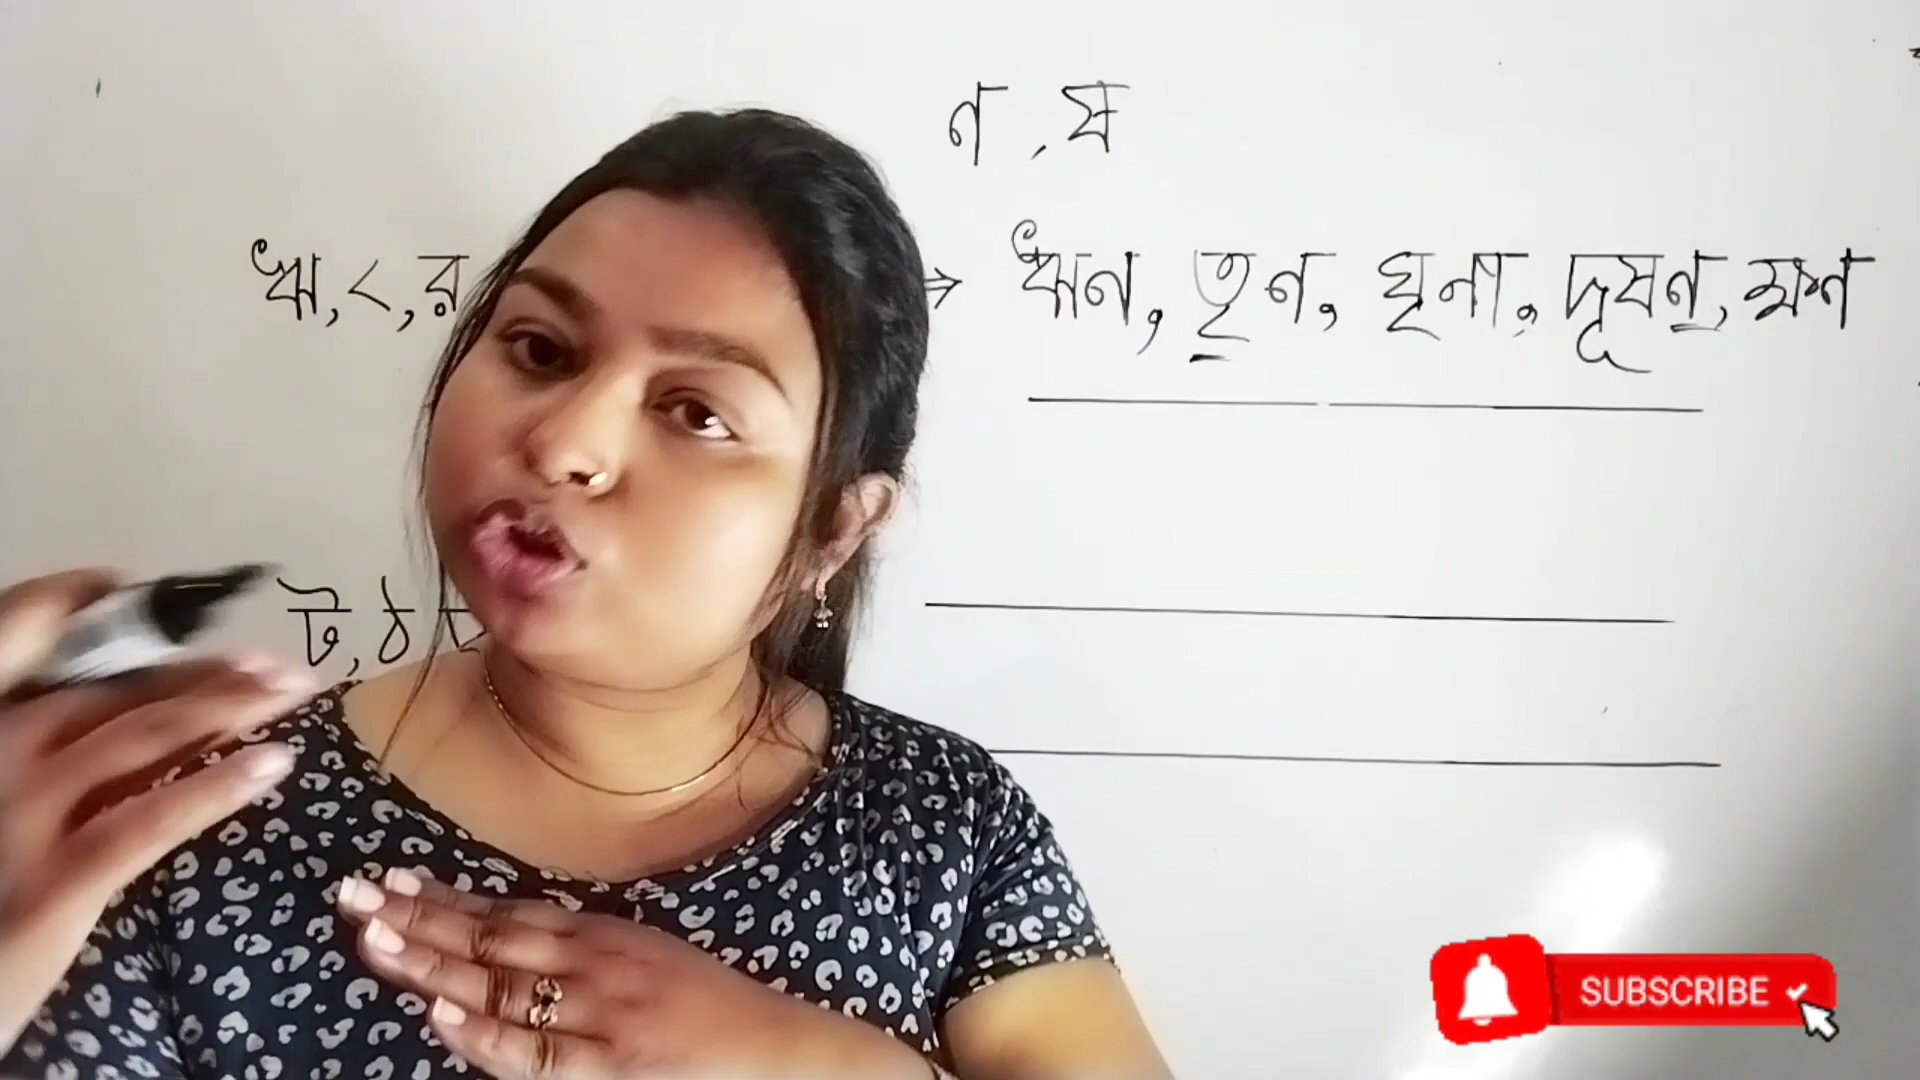 ণ, ষ
ঋ, ৃ, র ⇒ ঋণ, তৃণ, ঘৃণা, দূষণ, ক্ষণ
ট, ঠ
SUBSCRIBE